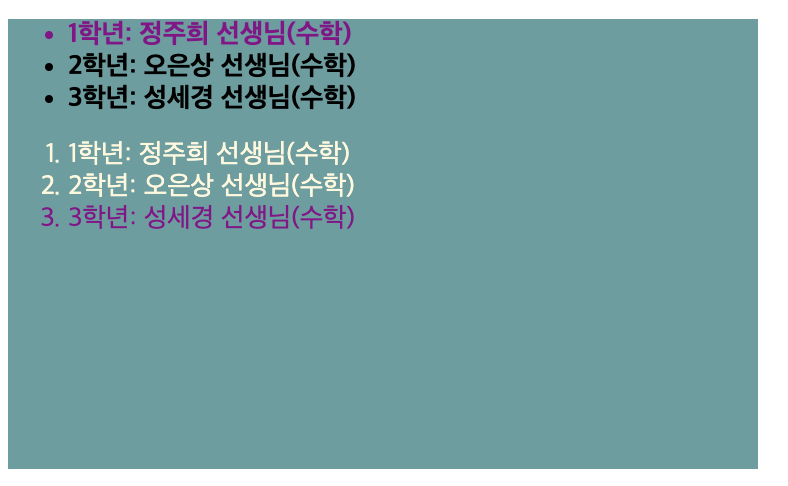 • 1학년: 정주희 선생님(수학)
• 2학년: 오은상 선생님(수학)
• 3학년: 성세경 선생님(수학)
1. 1학년: 정주희 선생님(수학)
2. 2학년: 오은상 선생님(수학)
3. 3학년: 성세경 선생님(수학)